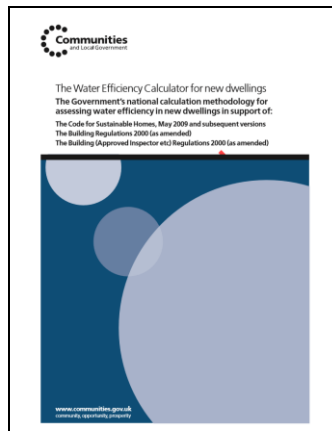 Communities
and Local Government
The Water Efficiency Calculator for new dwellings
The Government's national calculation methodology for
assessing water efficiency in new dwellings in support of:
The Code for Sustainable Homes, May 2009 and subsequent versions
The Building Regulations 2000 (as amended)
The Building (Approved Inspector etc) Regulations 2000 (as amended)
www.communities.gov.uk
community, opportunity, prosperity